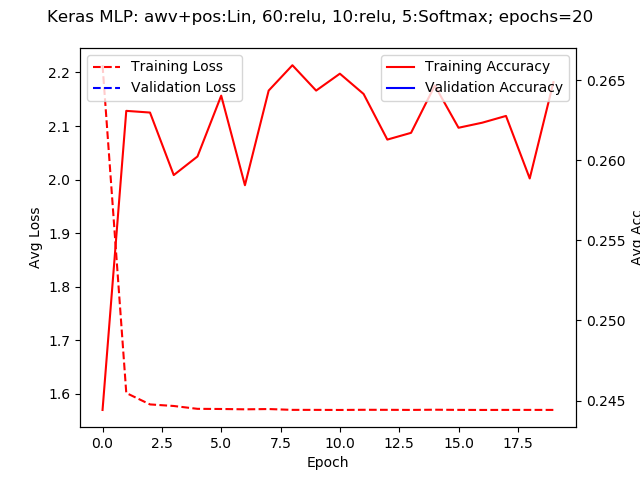 Keras MLP: awv+pos:Lin, 60:relu, 10:relu, 5:Softmax; epochs=20
Training Loss
Validation Loss
Training Accuracy
Validation Accuracy
2.2
2.1
2.0
1.9
1.8
1.7
1.6
Avg Loss
0.265
0.260
0.255
0.250
0.245
Avg Acc
0.0
2.5
5.0
7.5
10.0
12.5
15.0
17.5
Epoch